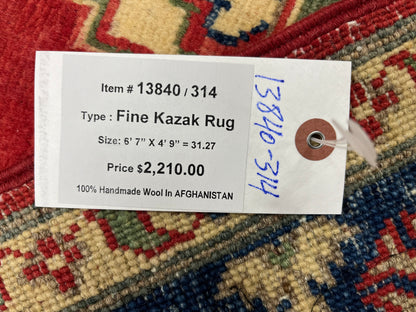 Item # 13840 / 314
Type : Fine Kazak Rug
Size: 6' 7" X 4' 9" = 31.27
Price $2,210.00
100% Handmade Wool In AFGHANISTAN
13840-314